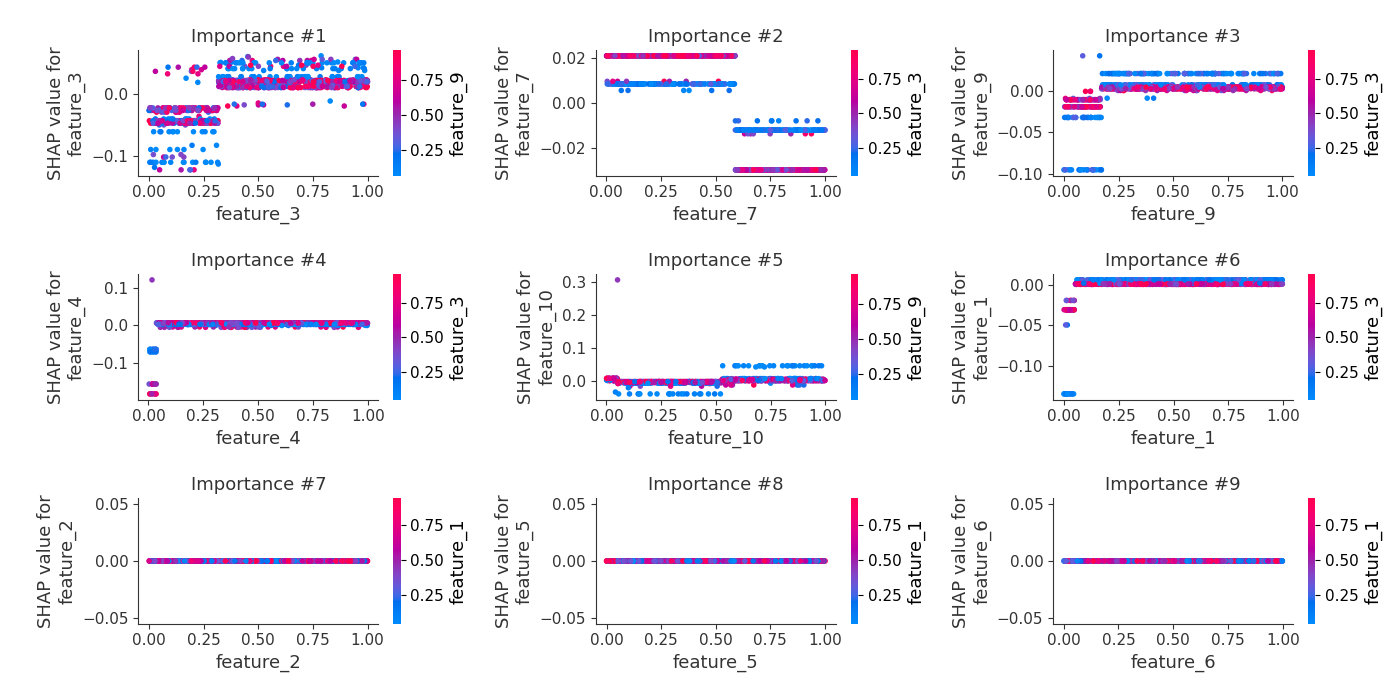 Importance #1
SHAP value for
feature_3
0.0
−0.1
0.00
0.25
0.50
0.75
1.00
feature_3
0.75
0.50
0.25
feature_9
Importance #2
SHAP value for
feature_7
0.02
0.00
−0.02
0.00
0.25
0.50
0.75
1.00
feature_7
0.75
0.50
0.25
feature_3
Importance #3
SHAP value for
feature_9
0.00
−0.05
−0.10
0.00
0.25
0.50
0.75
1.00
feature_9
0.75
0.50
0.25
feature_3
Importance #4
SHAP value for
feature_4
0.1
0.0
−0.1
0.00
0.25
0.50
0.75
1.00
feature_4
0.75
0.50
0.25
feature_3
Importance #5
SHAP value for
feature_10
0.3
0.2
0.1
0.0
0.00
0.25
0.50
0.75
1.00
feature_10
0.75
0.50
0.25
feature_9
Importance #6
SHAP value for
feature_1
0.00
−0.05
−0.10
0.00
0.25
0.50
0.75
1.00
feature_1
0.75
0.50
0.25
feature_3
Importance #7
SHAP value for
feature_2
0.05
0.00
−0.05
0.00
0.25
0.50
0.75
1.00
feature_2
0.75
0.50
0.25
feature_1
Importance #8
SHAP value for
feature_5
0.05
0.00
−0.05
0.00
0.25
0.50
0.75
1.00
feature_5
0.75
0.50
0.25
feature_1
Importance #9
SHAP value for
feature_6
0.05
0.00
−0.05
0.00
0.25
0.50
0.75
1.00
feature_6
0.75
0.50
0.25
feature_1